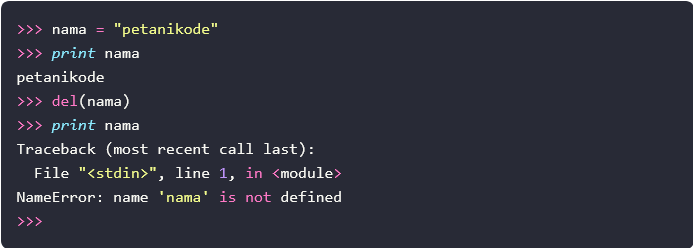 >>> nama = "petanikode"
>>> print nama
petanikode
>>> del(nama)
>>> print nama
Traceback (most recent call last):
  File "<stdin>", line 1, in <module>
NameError: name 'nama' is not defined
>>>